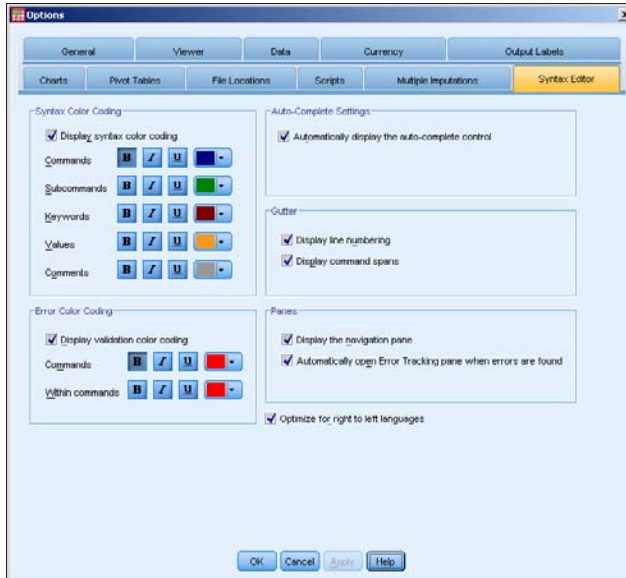 Options
General
Viewer
Data
Currency
Output Labels
Charts
Pivot Tables
File Locations
Scripts
Multiple Imputations
Syntax Editor
Syntax Color Coding
Display syntax color coding
Commands B I U
Subcommands B I U
Keywords B I U
Values B I U
Comments B I U
Error Color Coding
Display validation color coding
Commands B I U
Within commands B I U
Auto-Complete Settings
Automatically display the auto-complete control
Gutter
Display line numbering
Display command spans
Panes
Display the navigation pane
Automatically open Error Tracking pane when errors are found
Optimize for right to left languages
OK
Cancel
Apply
Help